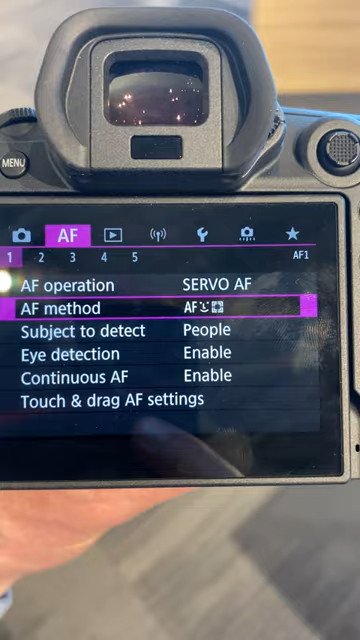 MENU
AF
1 2 3 4 5 AF1
AF operation SERVO AF
AF method AF
Subject to detect People
Eye detection Enable
Continuous AF Enable
Touch & drag AF settings